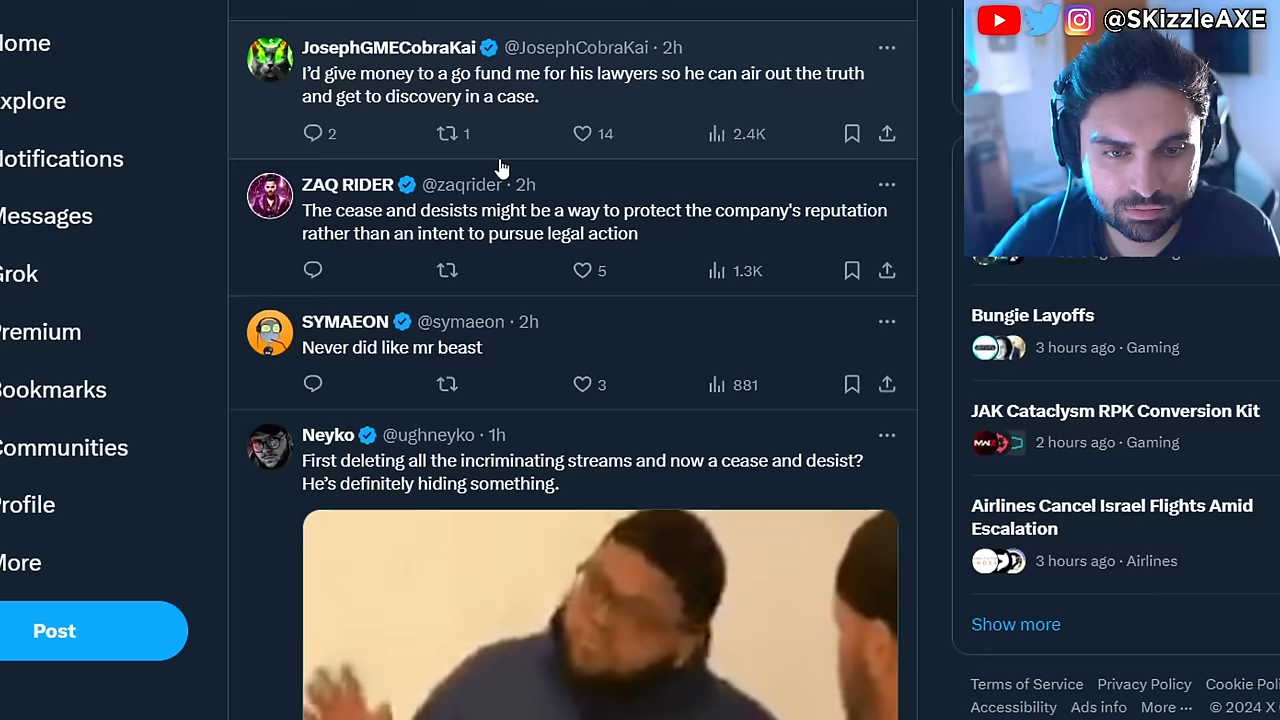 @SKizzleAXE
ome
xplore
otifications
Messages
rok
remium
ookmarks
ommunities
rofile
More
Post
JosephGMECobraKai @JosephCobraKai · 2h
I'd give money to a go fund me for his lawyers so he can air out the truth
and get to discovery in a case.
2 1 14 2.4K
ZAQ RIDER @zaqrider · 2h
The cease and desists might be a way to protect the company's reputation
rather than an intent to pursue legal action
5 1.3K
SYMAEON @symaeon · 2h
Never did like mr beast
3 881
Neyko @ughneyko · 1h
First deleting all the incriminating streams and now a cease and desist?
He's definitely hiding something.
Bungie Layoffs
3 hours ago · Gaming
JAK Cataclysm RPK Conversion Kit
2 hours ago · Gaming
Airlines Cancel Israel Flights Amid
Escalation
3 hours ago · Airlines
Show more
Terms of Service Privacy Policy Cookie Poli
Accessibility Ads info More ··· © 2024 X